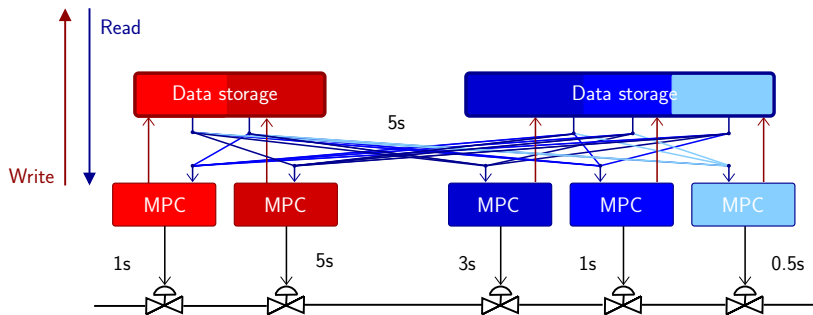 Read
Data storage
Data storage
5s
Write
MPC
MPC
MPC
MPC
MPC
1s
5s
3s
1s
0.5s